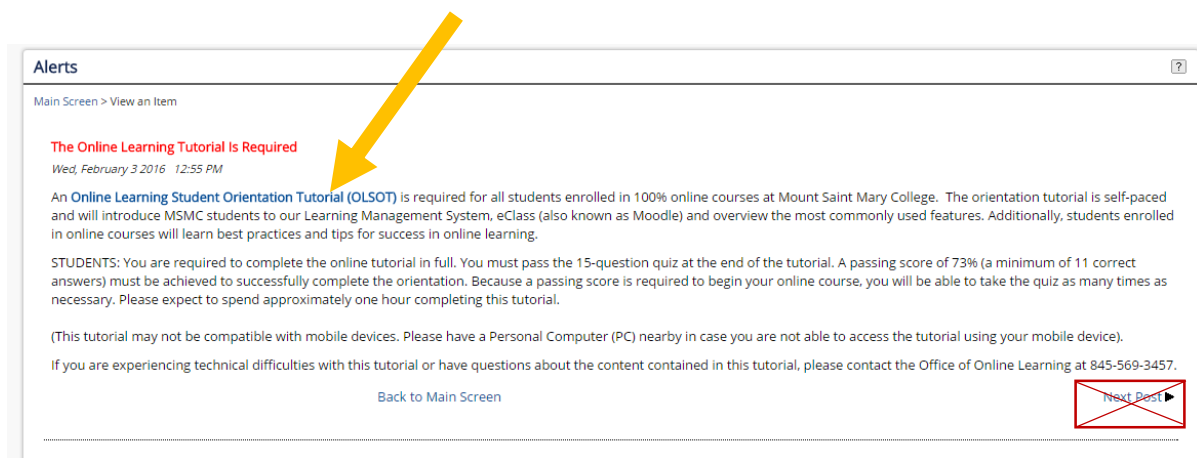 Alerts
?
Main Screen > View an Item
The Online Learning Tutorial Is Required
Wed, February 3 2016 12:55 PM
An Online Learning Student Orientation Tutorial (OLSOT) is required for all students enrolled in 100% online courses at Mount Saint Mary College. The orientation tutorial is self-paced
and will introduce MSMC students to our Learning Management System, eClass (also known as Moodle) and overview the most commonly used features. Additionally, students enrolled
in online courses will learn best practices and tips for success in online learning.
STUDENTS: You are required to complete the online tutorial in full. You must pass the 15-question quiz at the end of the tutorial. A passing score of 73% (a minimum of 11 correct
answers) must be achieved to successfully complete the orientation. Because a passing score is required to begin your online course, you will be able to take the quiz as many times as
necessary. Please expect to spend approximately one hour completing this tutorial.
(This tutorial may not be compatible with mobile devices. Please have a Personal Computer (PC) nearby in case you are not able to access the tutorial using your mobile device).
If you are experiencing technical difficulties with this tutorial or have questions about the content contained in this tutorial, please contact the Office of Online Learning at 845-569-3457.
Back to Main Screen
Next Post